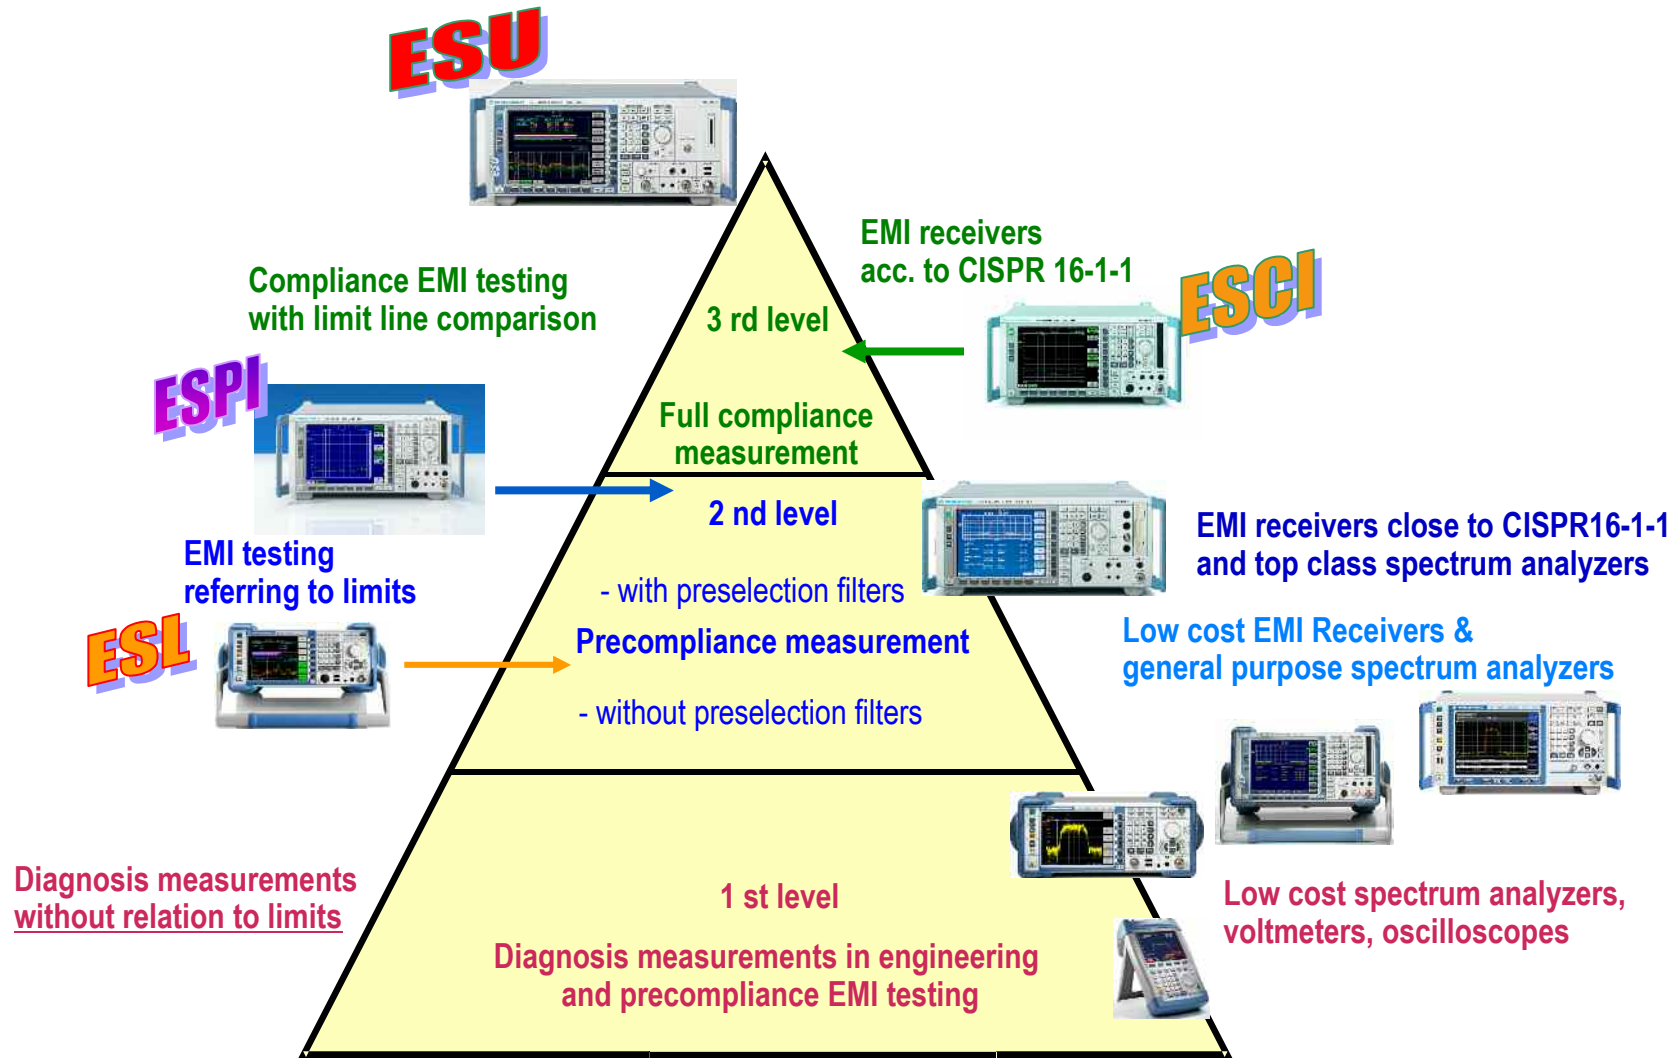 ESU
EMI receivers
acc. to CISPR 16-1-1
ESCI
Compliance EMI testing
with limit line comparison
3 rd level
ESPI
Full compliance
measurement
2 nd level
EMI receivers close to CISPR16-1-1
and top class spectrum analyzers
EMI testing
referring to limits
- with preselection filters
ESL
Precompliance measurement
Low cost EMI Receivers &
general purpose spectrum analyzers
- without preselection filters
Diagnosis measurements
without relation to limits
1 st level
Low cost spectrum analyzers,
voltmeters, oscilloscopes
Diagnosis measurements in engineering
and precompliance EMI testing
ESU